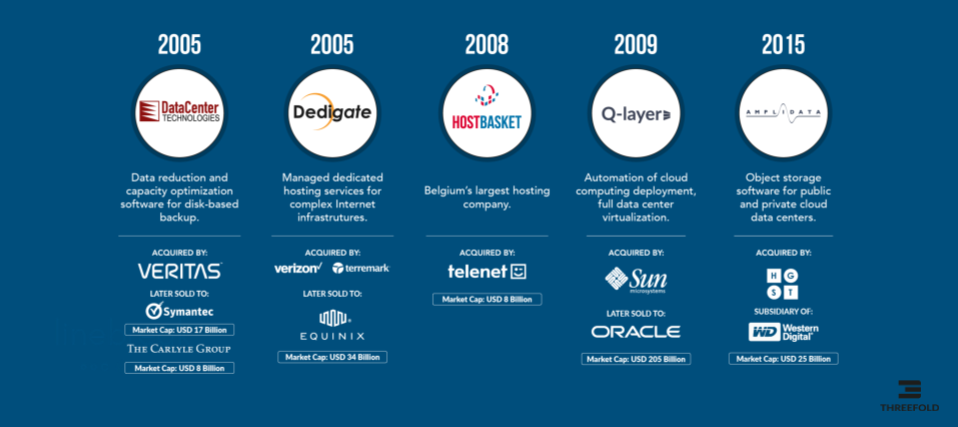 2005
DataCenter
TECHNOLOGIES
Data reduction and
capacity optimization
software for disk-based
backup.
ACQUIRED BY:
VERITAS
LATER SOLD TO:
Symantec
Market Cap: USD 17 Billion
THE CARLYLE GROUP
Market Cap: USD 8 Billion
2005
Dedigate
Managed dedicated
hosting services for
complex Internet
infrastrutures.
ACQUIRED BY:
verizon terremark
LATER SOLD TO:
EQUINIX
Market Cap: USD 34 Billion
2008
HOSTBASKET
Belgium's largest hosting
company.
ACQUIRED BY:
telenet
Market Cap: USD 8 Billion
2009
Q-layer
Automation of cloud
computing deployment,
full data center
virtualization.
ACQUIRED BY:
Sun
microsystems
LATER SOLD TO:
ORACLE
Market Cap: USD 205 Billion
2015
AMPLIDATA
Object storage
software for public
and private cloud
data centers.
ACQUIRED BY:
H G
S T
SUBSIDIARY OF:
WD Western
Digital
Market Cap: USD 25 Billion
THREEFOLD